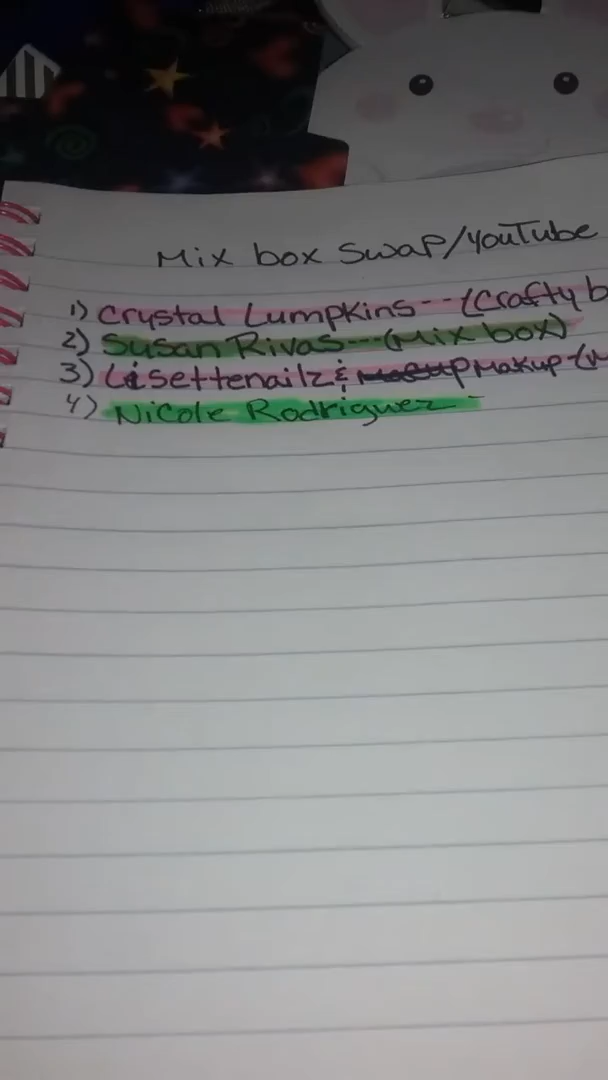 Mix box Swap/YouTube
1) Crystal Lumpkins--(Crafty b
2) Susan Rivas---(Mix box)
3) Lisettenailz & Makup-(
4) Nicole Rodriguez-